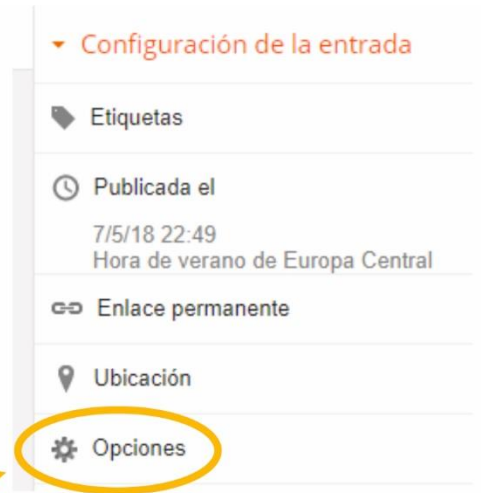 Configuración de la entrada
Etiquetas
Publicada el
7/5/18 22:49
Hora de verano de Europa Central
Enlace permanente
Ubicación
Opciones